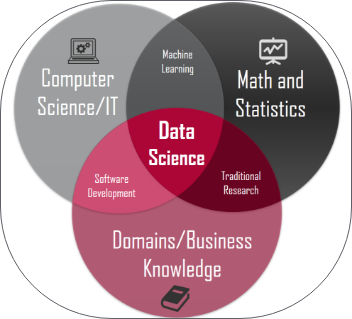 Machine
Learning
Computer
Science/IT
Math and
Statistics
Data
Science
Software
Development
Traditional
Research
Domains/Business
Knowledge